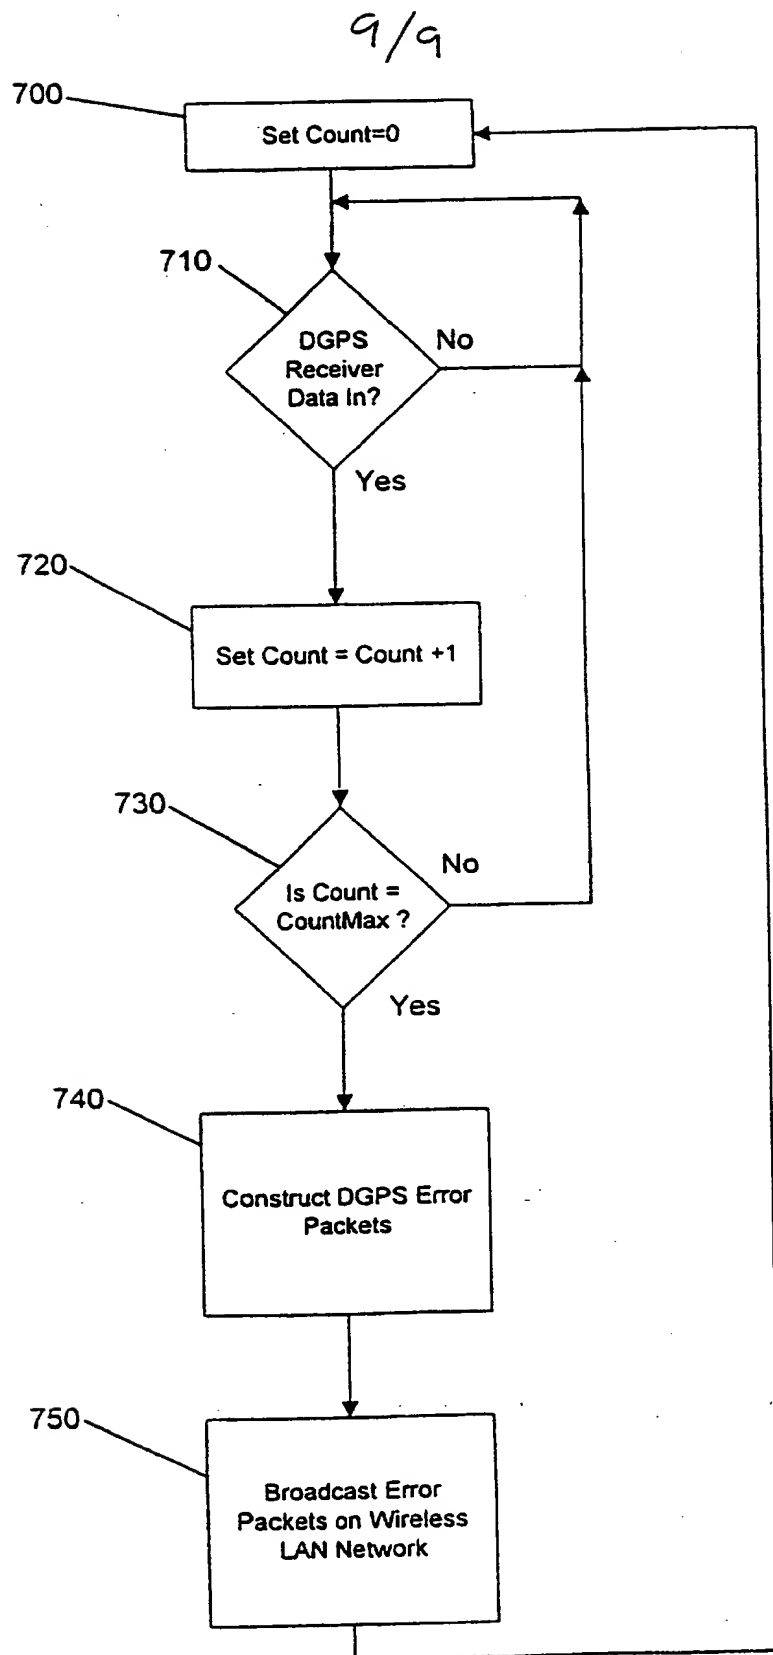 9/9
700
Set Count=0
710
DGPS
Receiver
Data In?
No
Yes
720
Set Count = Count +1
730
Is Count =
CountMax ?
No
Yes
740
Construct DGPS Error
Packets
750
Broadcast Error
Packets on Wireless
LAN Network